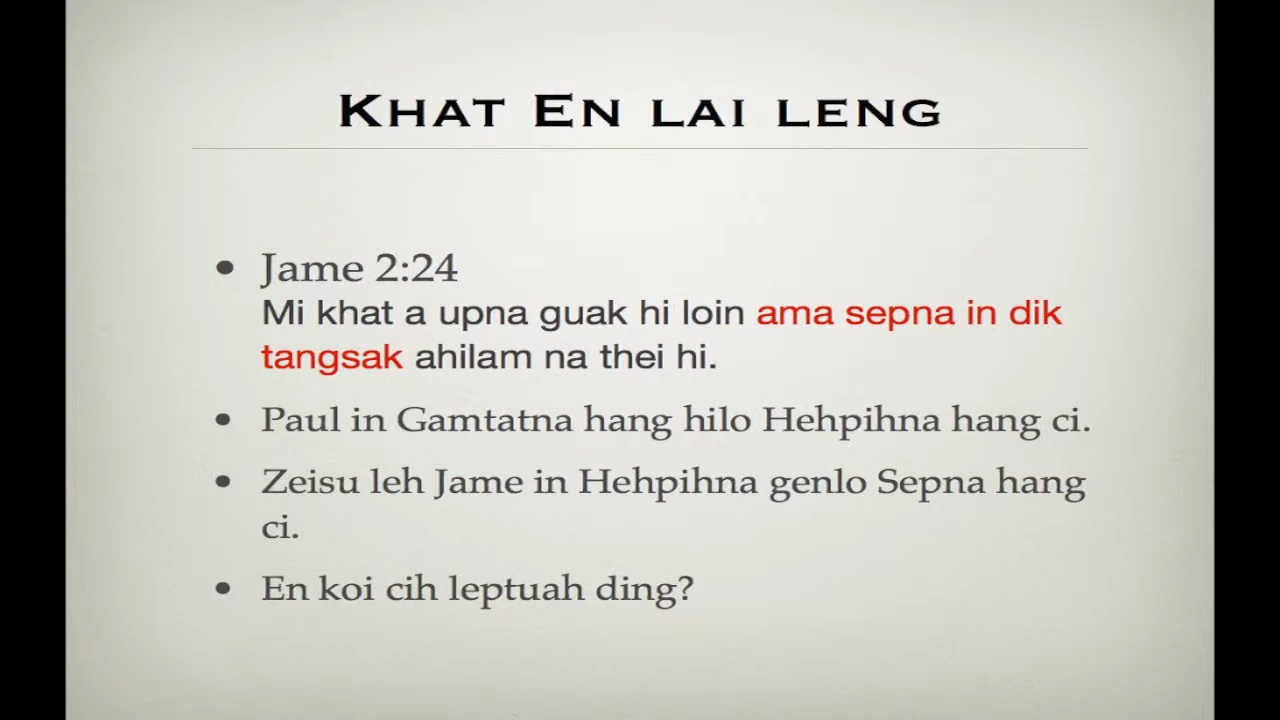 KHAT EN LAI LENG
• Jame 2:24
Mi khat a upna guak hi loin ama sepna in dik
tangsak ahilam na thei hi.
• Paul in Gamtatna hang hilo Hehpihna hang ci.
• Zeisu leh Jame in Hehpihna genlo Sepna hang
ci.
• En koi cih leptuah ding?